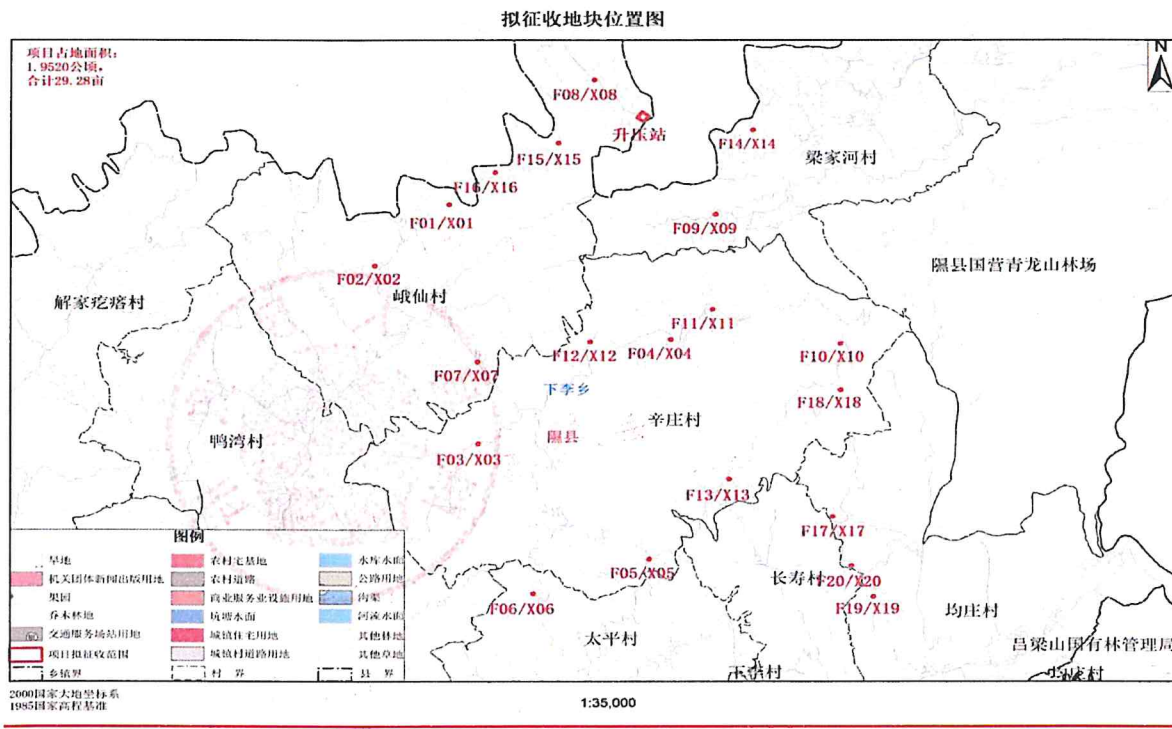 拟征收地块位置图
项目占地面积:
1.9520公顷,
合计29.28亩
N
F08/X08
升压站
F15/X15
F14/X14
梁家河村
F16/X16
F01/X01
F09/X09
F02/X02
隰县国营青龙山林场
解家疙瘩村
峨仙村
F11/X11
F12/X12
F04/X04
F10/X10
F07/X07
下李乡
F18/X18
辛庄村
隰县
鸭湾村
F03/X03
F13/X13
F17/X17
F05/X05
长寿村
F20/X20
F06/X06
F19/X19
均庄村
太平村
吕梁山国有林管理局
图例
旱地
农村宅基地
水库水面
机关团体新闻出版用地
农村道路
公路用地
果园
商业服务业设施用地
沟渠
乔木林地
坑塘水面
河流水面
交通服务场站用地
城镇住宅用地
其他林地
项目拟征收范围
城镇村道路用地
其他草地
乡镇界
村 界
县 界
2000国家大地坐标系
1985国家高程基准
1:35,000